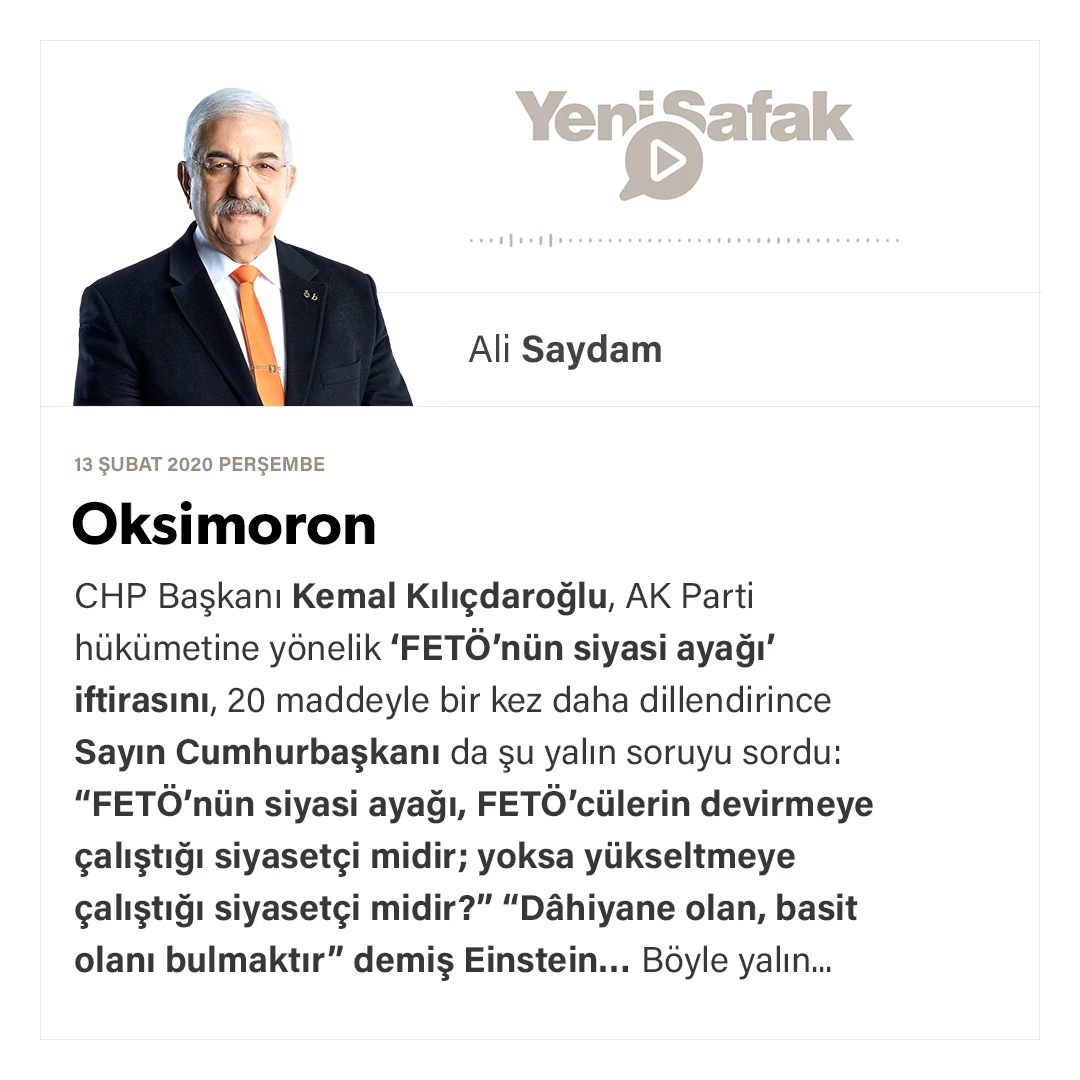 YeniŞafak
Ali Saydam
13 ŞUBAT 2020 PERŞEMBE
Oksimoron
CHP Başkanı Kemal Kılıçdaroğlu, AK Parti
hükümetine yönelik ‘FETÖ’nün siyasi ayağı’
iftirasını, 20 maddeyle bir kez daha dillendirince
Sayın Cumhurbaşkanı da şu yalın soruyu sordu:
“FETÖ’nün siyasi ayağı, FETÖ’cülerin devirmeye
çalıştığı siyasetçi midir; yoksa yükseltmeye
çalıştığı siyasetçi midir?” “Dâhiyane olan, basit
olanı bulmaktır” demiş Einstein... Böyle yalın...